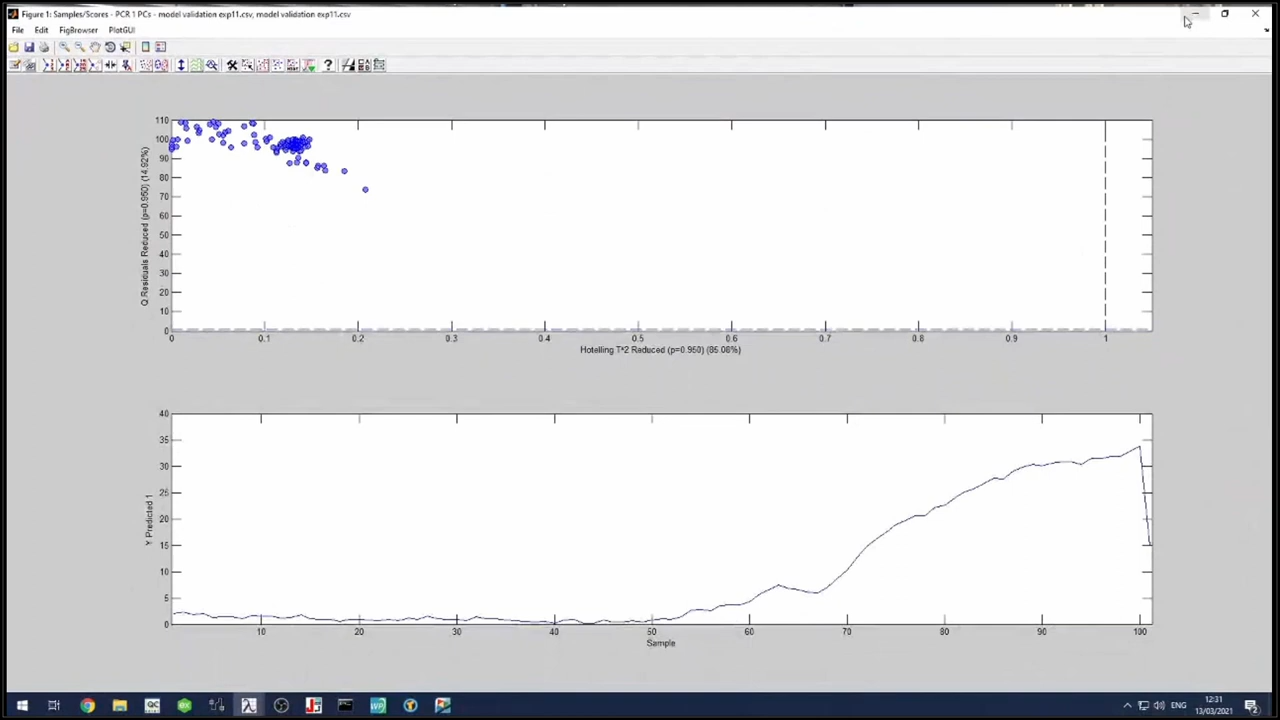 Figure 1: Samples/Scores - PCR 1 PCs - model validation exp11.csv, model validation exp11.csv
File Edit FigBrowser PlotGUI
110
100
90
80
70
60
50
40
30
20
10
0
Q Residuals Reduced (p=0.950) (14.92%)
0 0.1 0.2 0.3 0.4 0.5 0.6 0.7 0.8 0.9 1
Hotelling T^2 Reduced (p=0.950) (85.08%)
40
35
30
25
20
15
10
5
0
Y Predicted 1
10 20 30 40 50 60 70 80 90 100
Sample
QC
ex
WP
ENG
12:31
13/03/2021
2